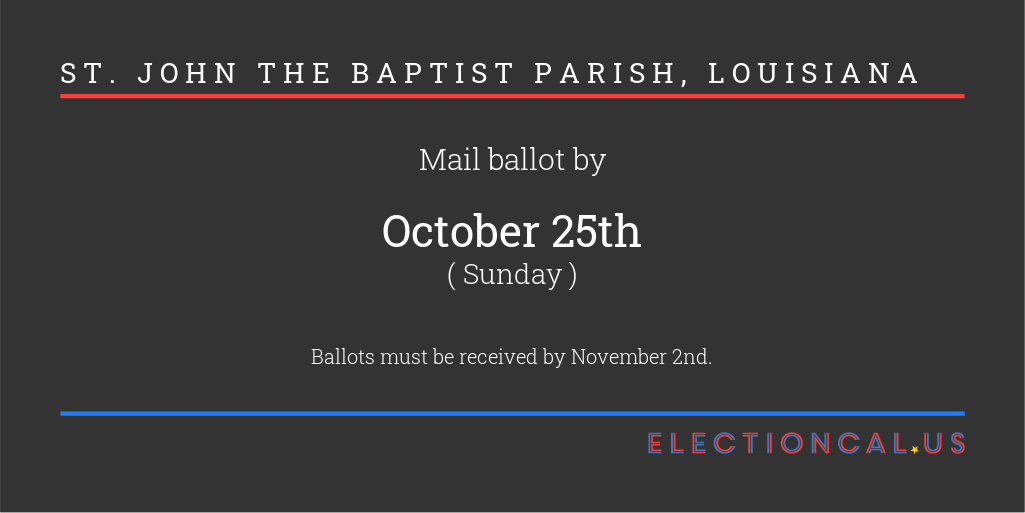 ST. JOHN THE BAPTIST PARISH, LOUISIANA
Mail ballot by
October 25th
( Sunday )
Ballots must be received by November 2nd.
ELECTIONCAL.US